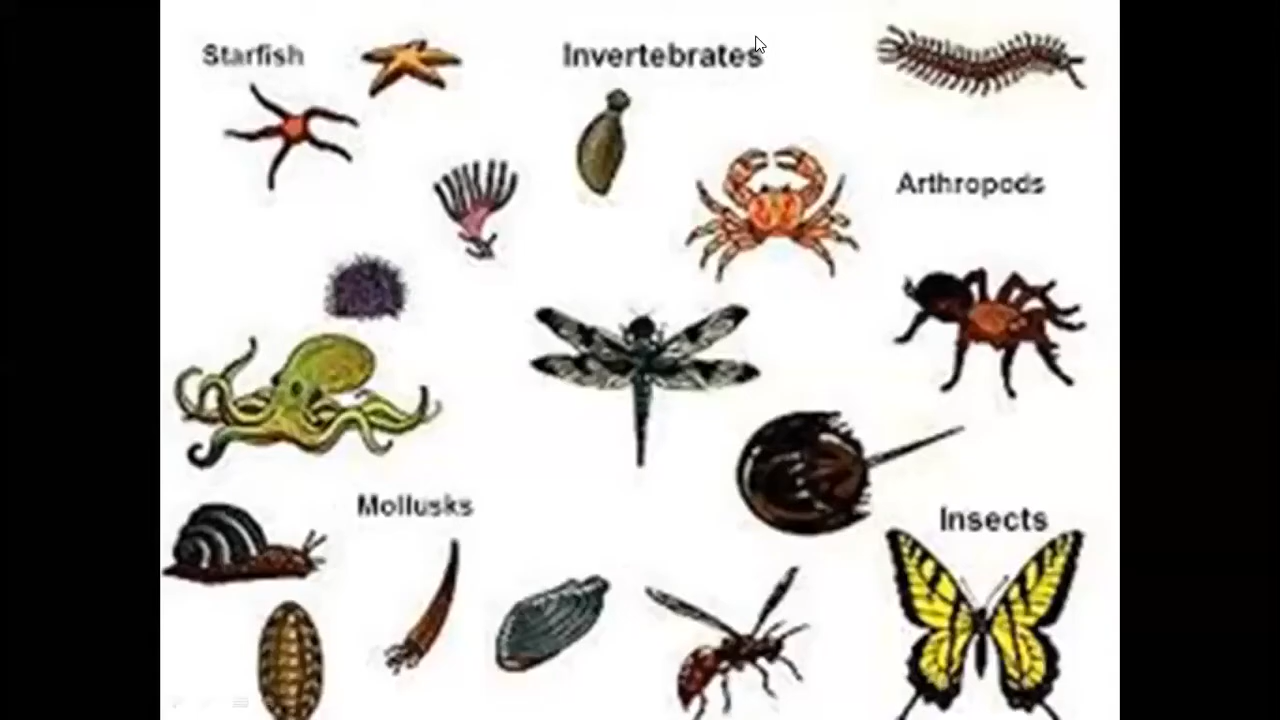 Starfish
Invertebrates
Arthropods
Mollusks
Insects